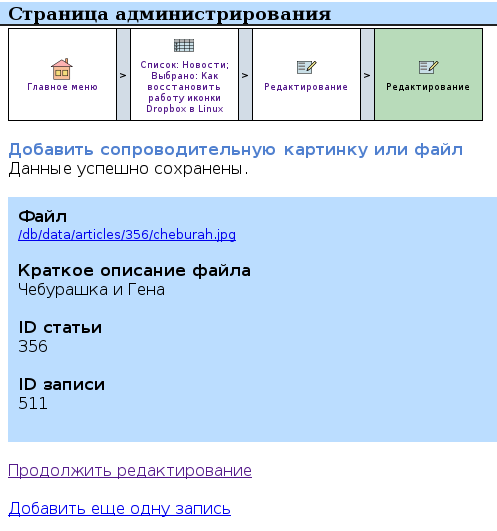 Страница администрирования
Главное меню
>
Список: Новости;
Выбрано: Как
восстановить
работу иконки
Dropbox в Linux
>
Редактирование
>
Редактирование
Добавить сопроводительную картинку или файл
Данные успешно сохранены.
Файл
/db/data/articles/356/cheburah.jpg
Краткое описание файла
Чебурашка и Гена
ID статьи
356
ID записи
511
Продолжить редактирование
Добавить еще одну запись